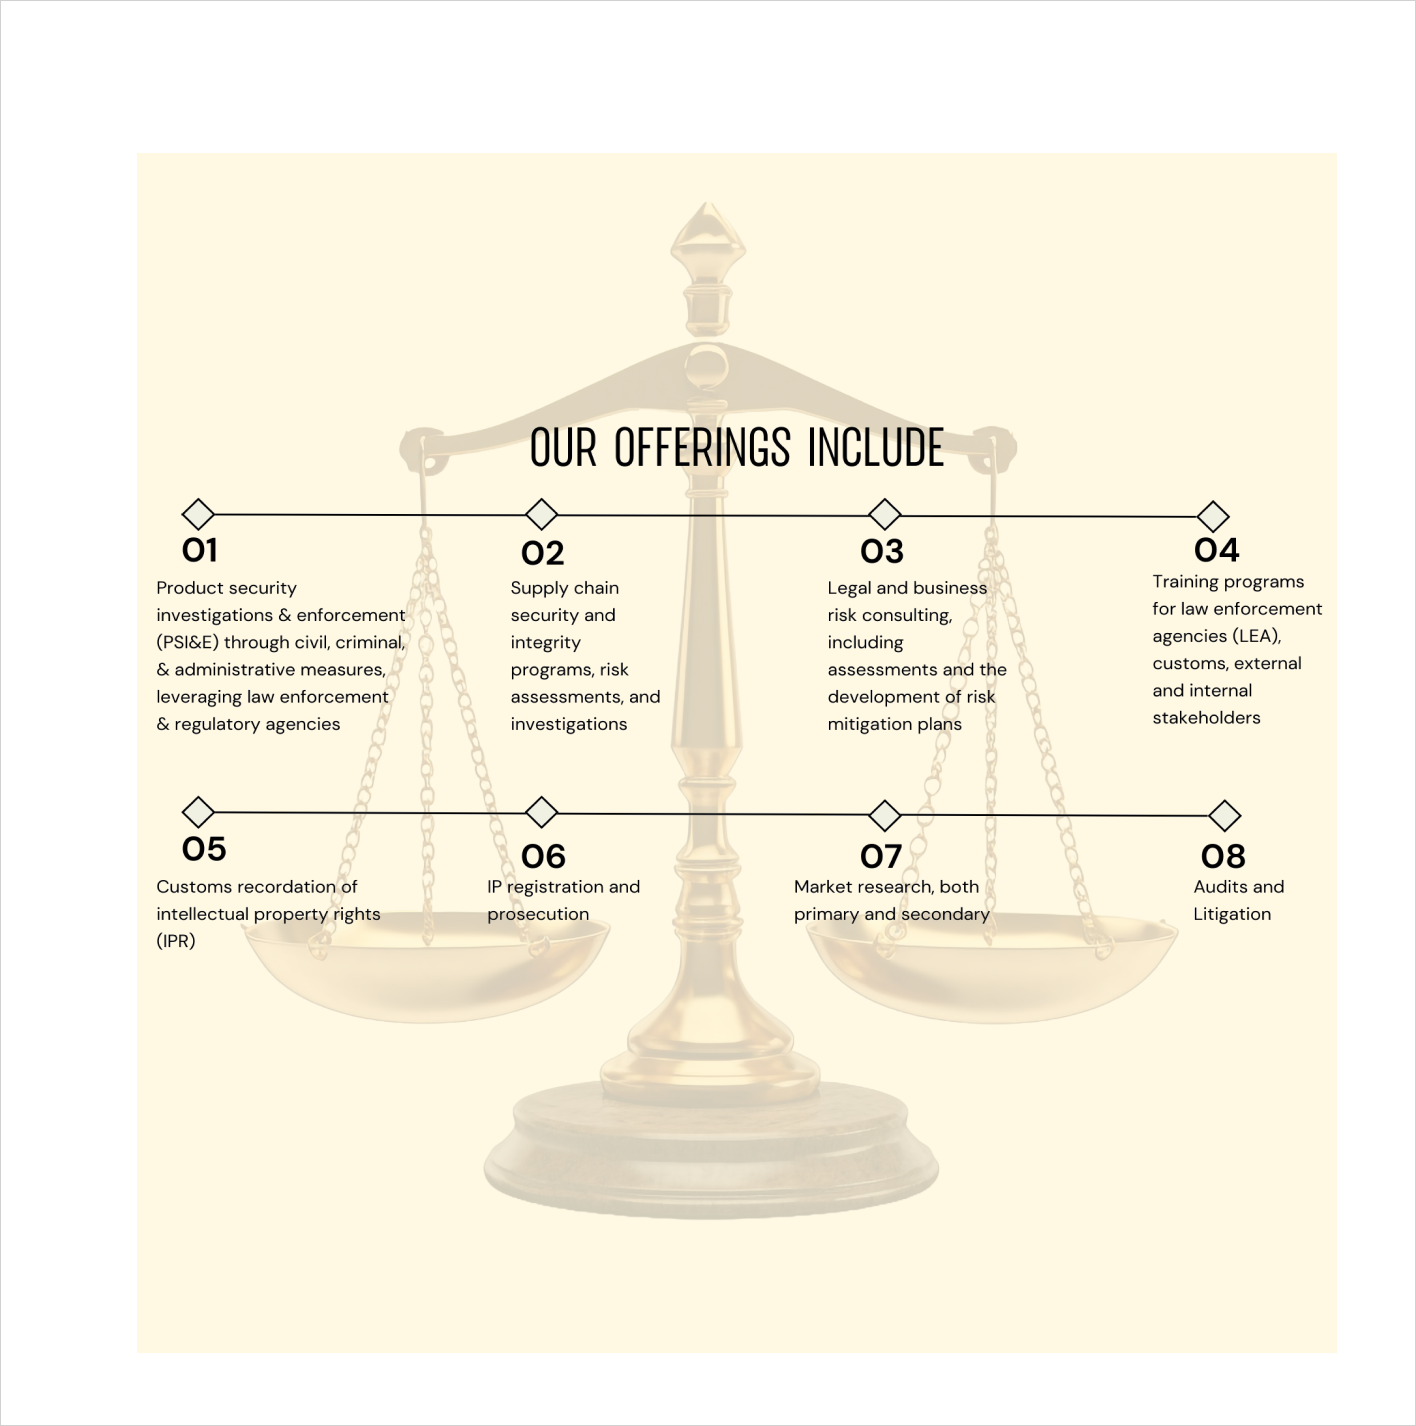 OUR OFFERINGS INCLUDE
01
Product security
investigations & enforcement
(PSI&E) through civil, criminal,
& administrative measures,
leveraging law enforcement
& regulatory agencies
02
Supply chain
security and
integrity
programs, risk
assessments, and
investigations
03
Legal and business
risk consulting,
including
assessments and the
development of risk
mitigation plans
04
Training programs
for law enforcement
agencies (LEA),
customs, external
and internal
stakeholders
05
Customs recordation of
intellectual property rights
(IPR)
06
IP registration and
prosecution
07
Market research, both
primary and secondary
08
Audits and
Litigation